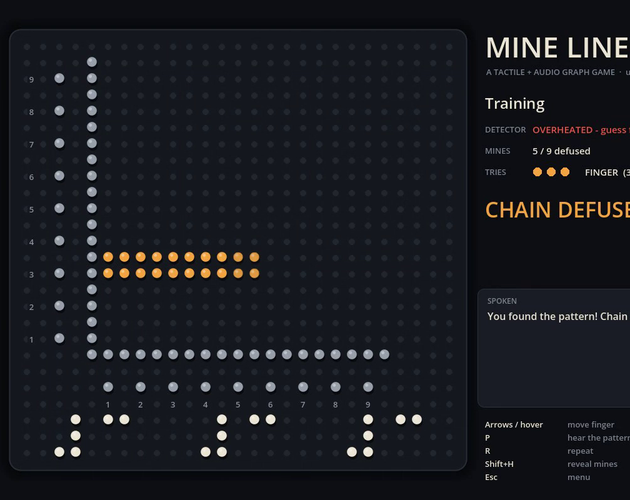 MINE LINE
A TACTILE + AUDIO GRAPH GAME ·
Training
DETECTOR OVERHEATED - guess
MINES 5 / 9 defused
TRIES FINGER (3
CHAIN DEFUSE
SPOKEN
You found the pattern! Chain
Arrows / hover move finger
P hear the pattern
R repeat
Shift+H reveal mines
Esc menu
9
8
7
6
5
4
3
2
1
1 2 3 4 5 6 7 8 9